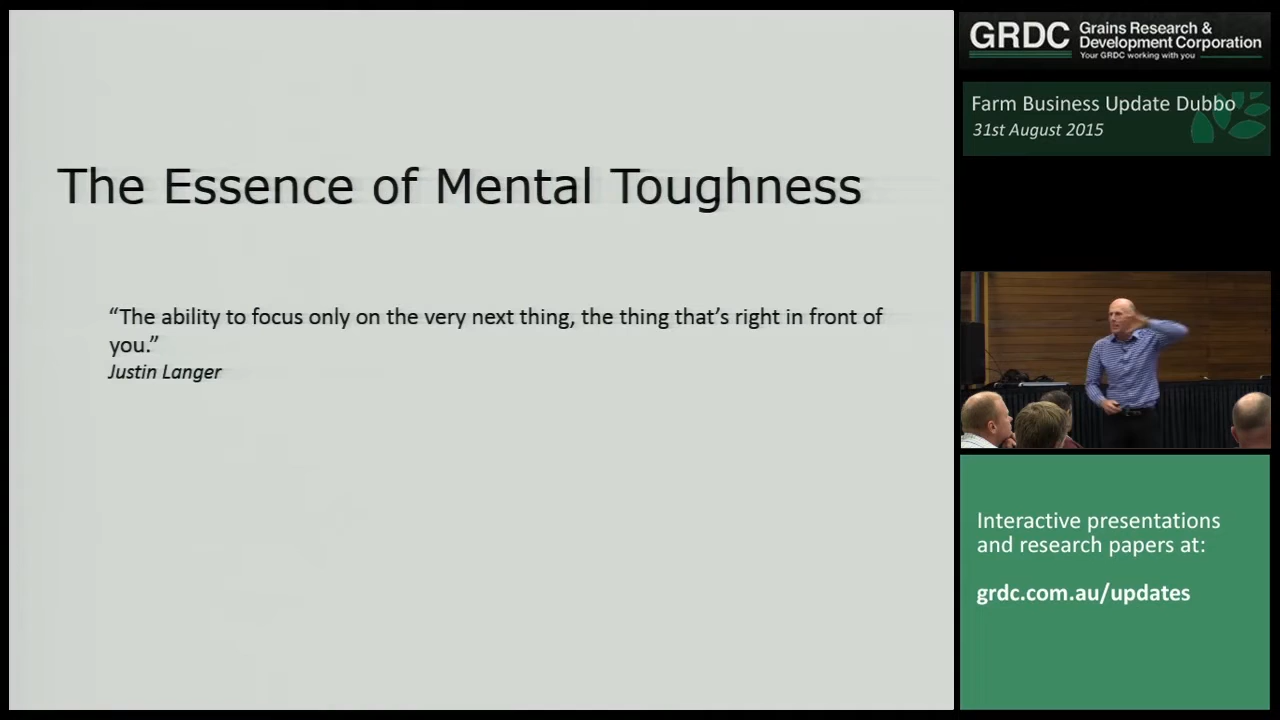 The Essence of Mental Toughness
“The ability to focus only on the very next thing, the thing that’s right in front of
you.”
Justin Langer
GRDC
Grains Research &
Development Corporation
Your GRDC working with you
Farm Business Update Dubbo
31st August 2015
Interactive presentations
and research papers at:
grdc.com.au/updates